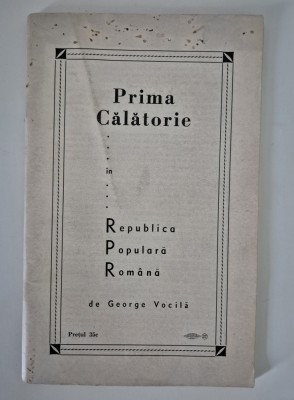 Prima
Călătorie
.
.
.
în
.
.
.
Republica
Populară
Română
de George Vocilă
Prețul 35c